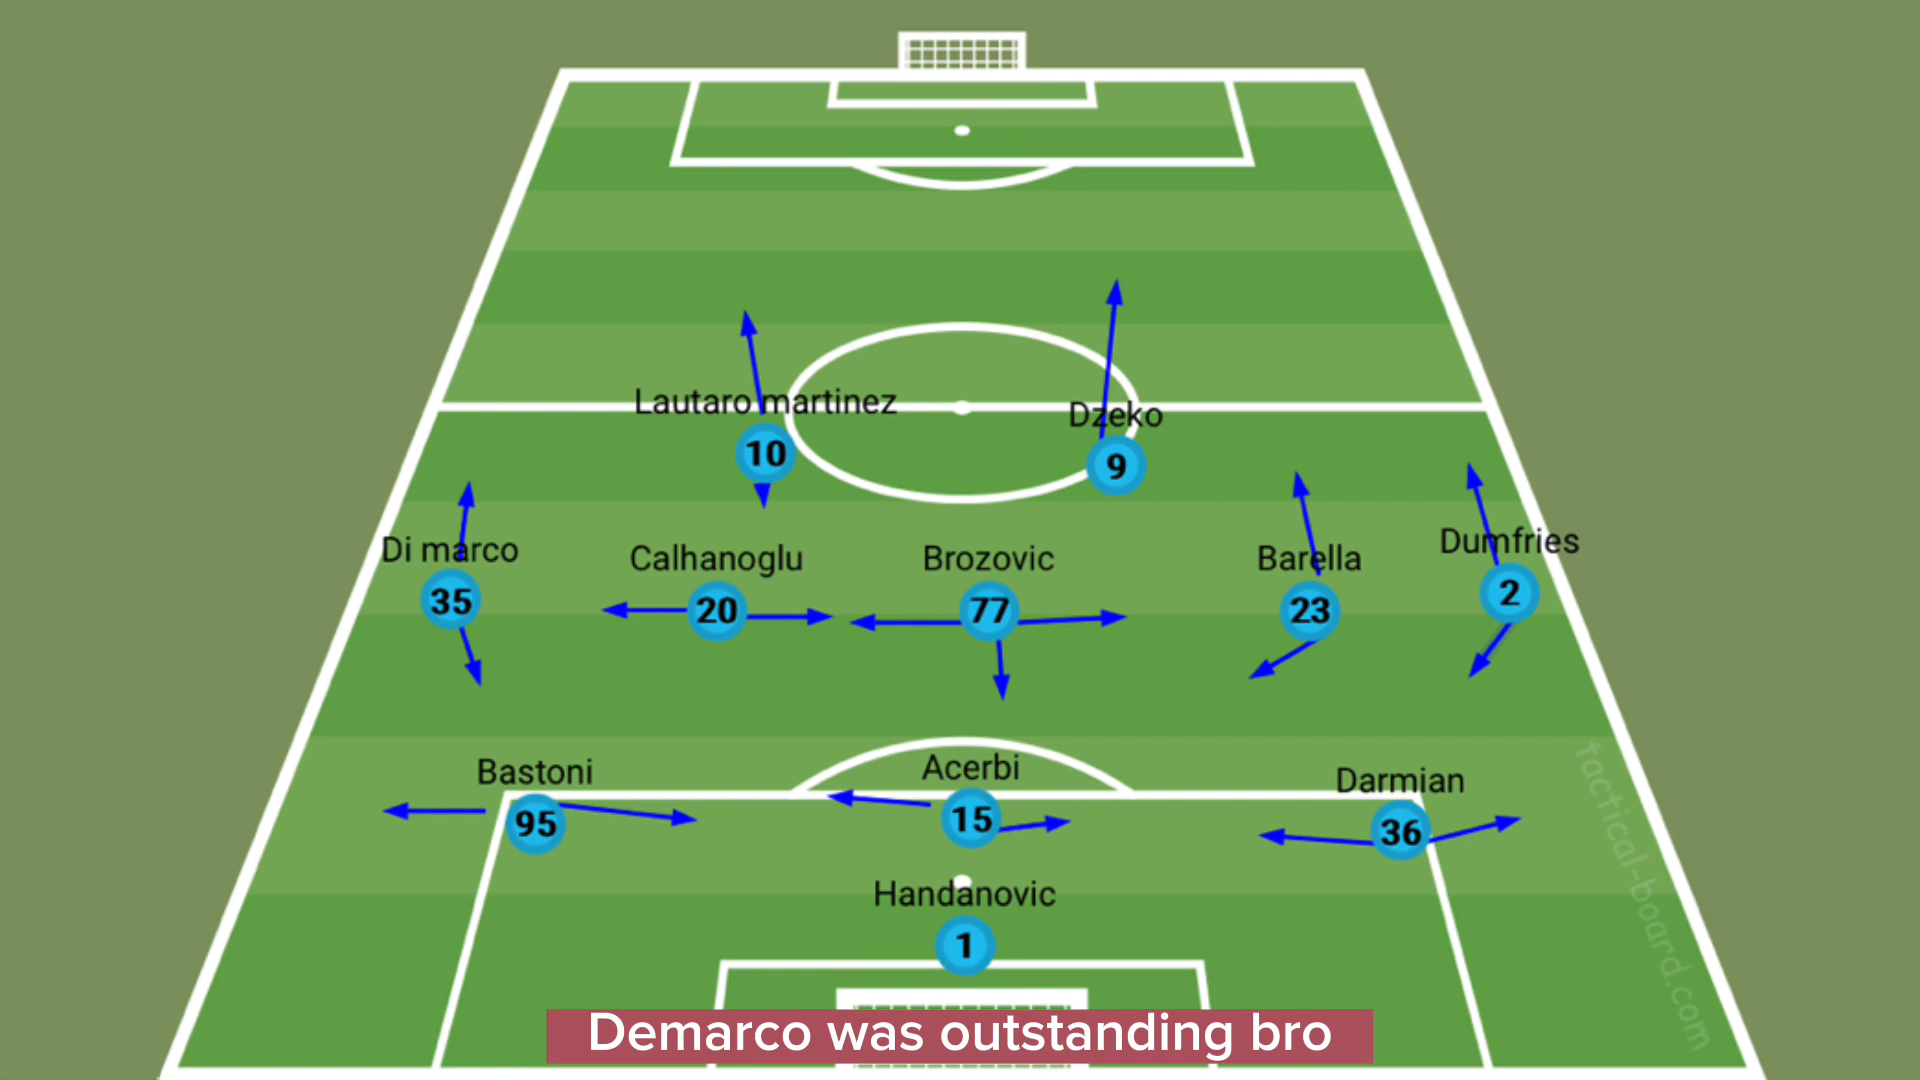 Lautaro martinez
10
Dzeko
9
Di marco
35
Calhanoglu
20
Brozovic
77
Barella
23
Dumfries
2
Bastoni
95
Acerbi
15
Darmian
36
Handanovic
1
tactical-board.com
Demarco was outstanding bro